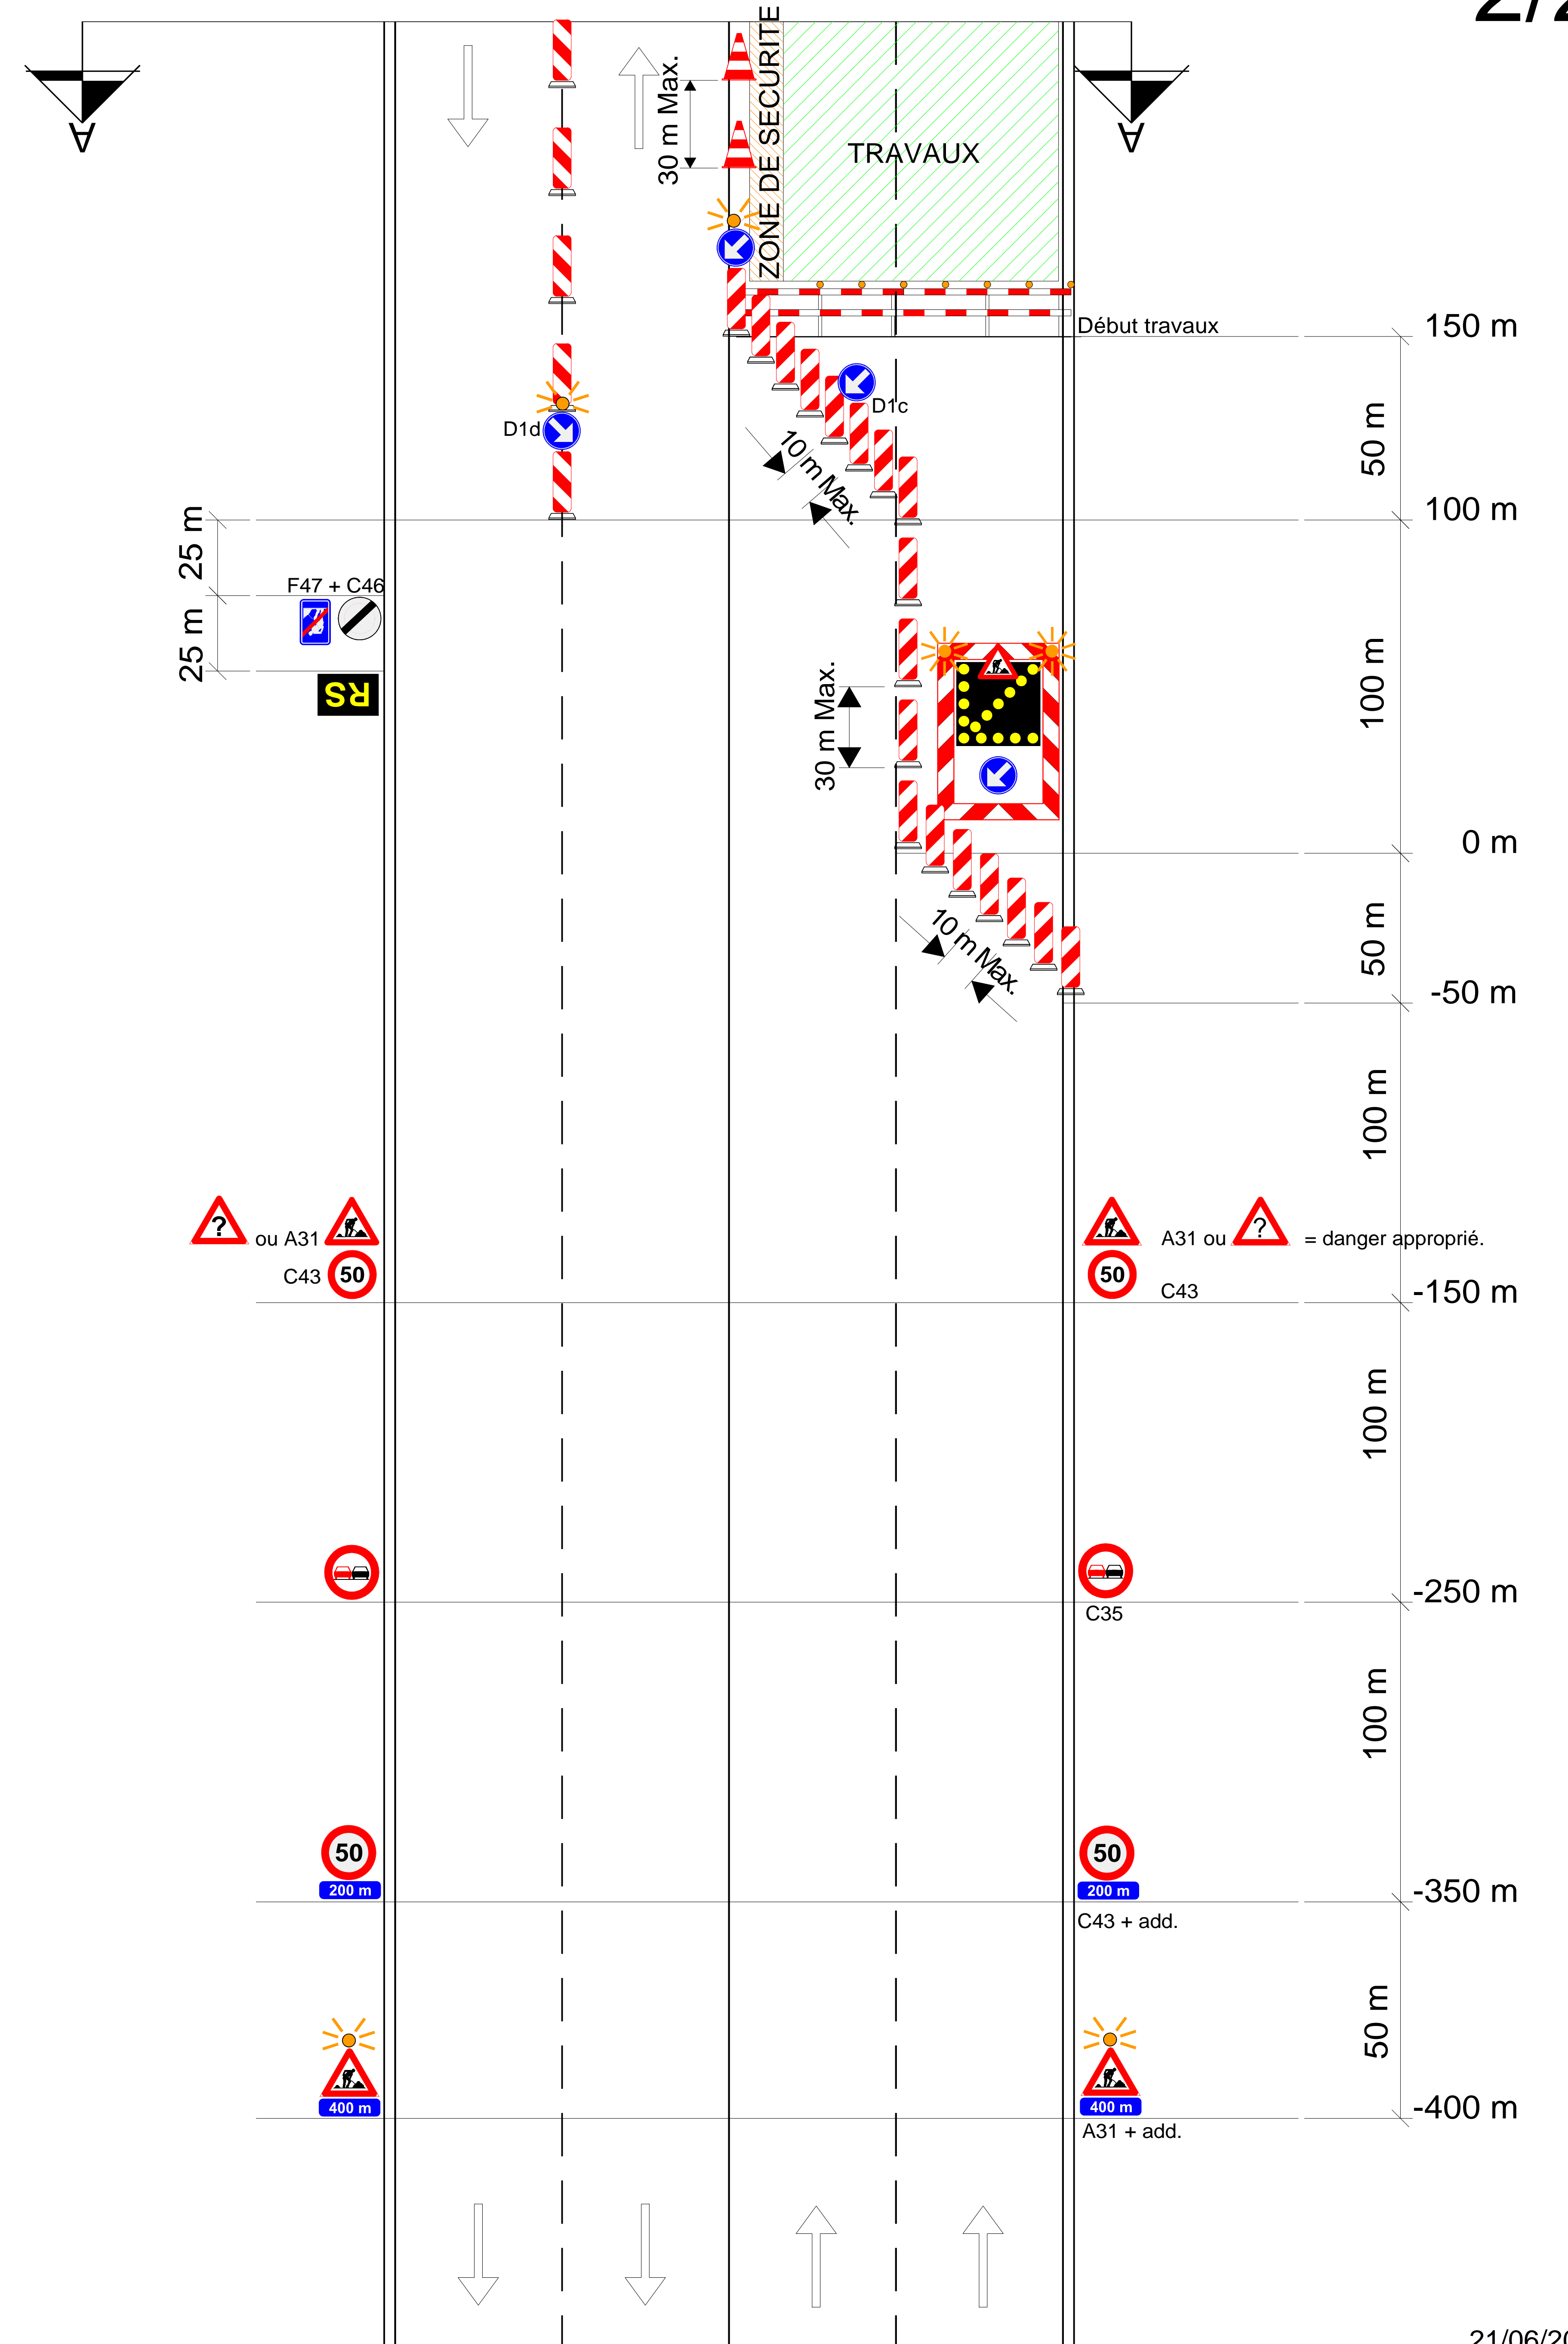 2/2
A
A
30 m Max.
ZONE DE SECURITE
TRAVAUX
Début travaux
150 m
D1c
D1d
50 m
10 m Max.
100 m
25 m
F47 + C46
25 m
RS
100 m
30 m Max.
0 m
10 m Max.
50 m
-50 m
100 m
?
ou A31
A31 ou
?
= danger approprié.
C43
50
50
C43
-150 m
100 m
-250 m
C35
100 m
50
200 m
50
200 m
-350 m
C43 + add.
50 m
400 m
400 m
-400 m
A31 + add.
21/06/20